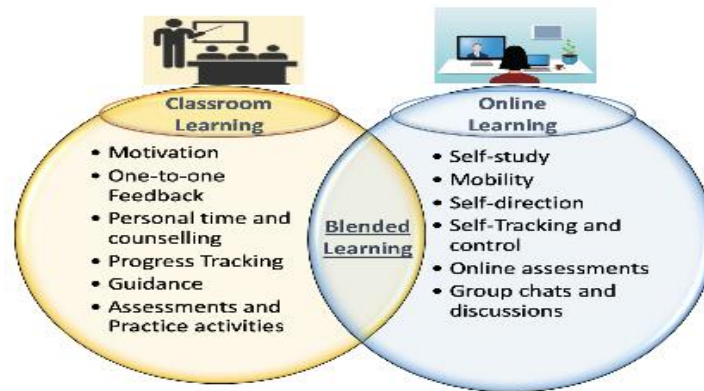 Classroom
Learning
• Motivation
• One-to-one
Feedback
• Personal time and
counselling
• Progress Tracking
• Guidance
• Assessments and
Practice activities
Blended
Learning
Online
Learning
• Self-study
• Mobility
• Self-direction
• Self-Tracking and
control
• Online assessments
• Group chats and
discussions